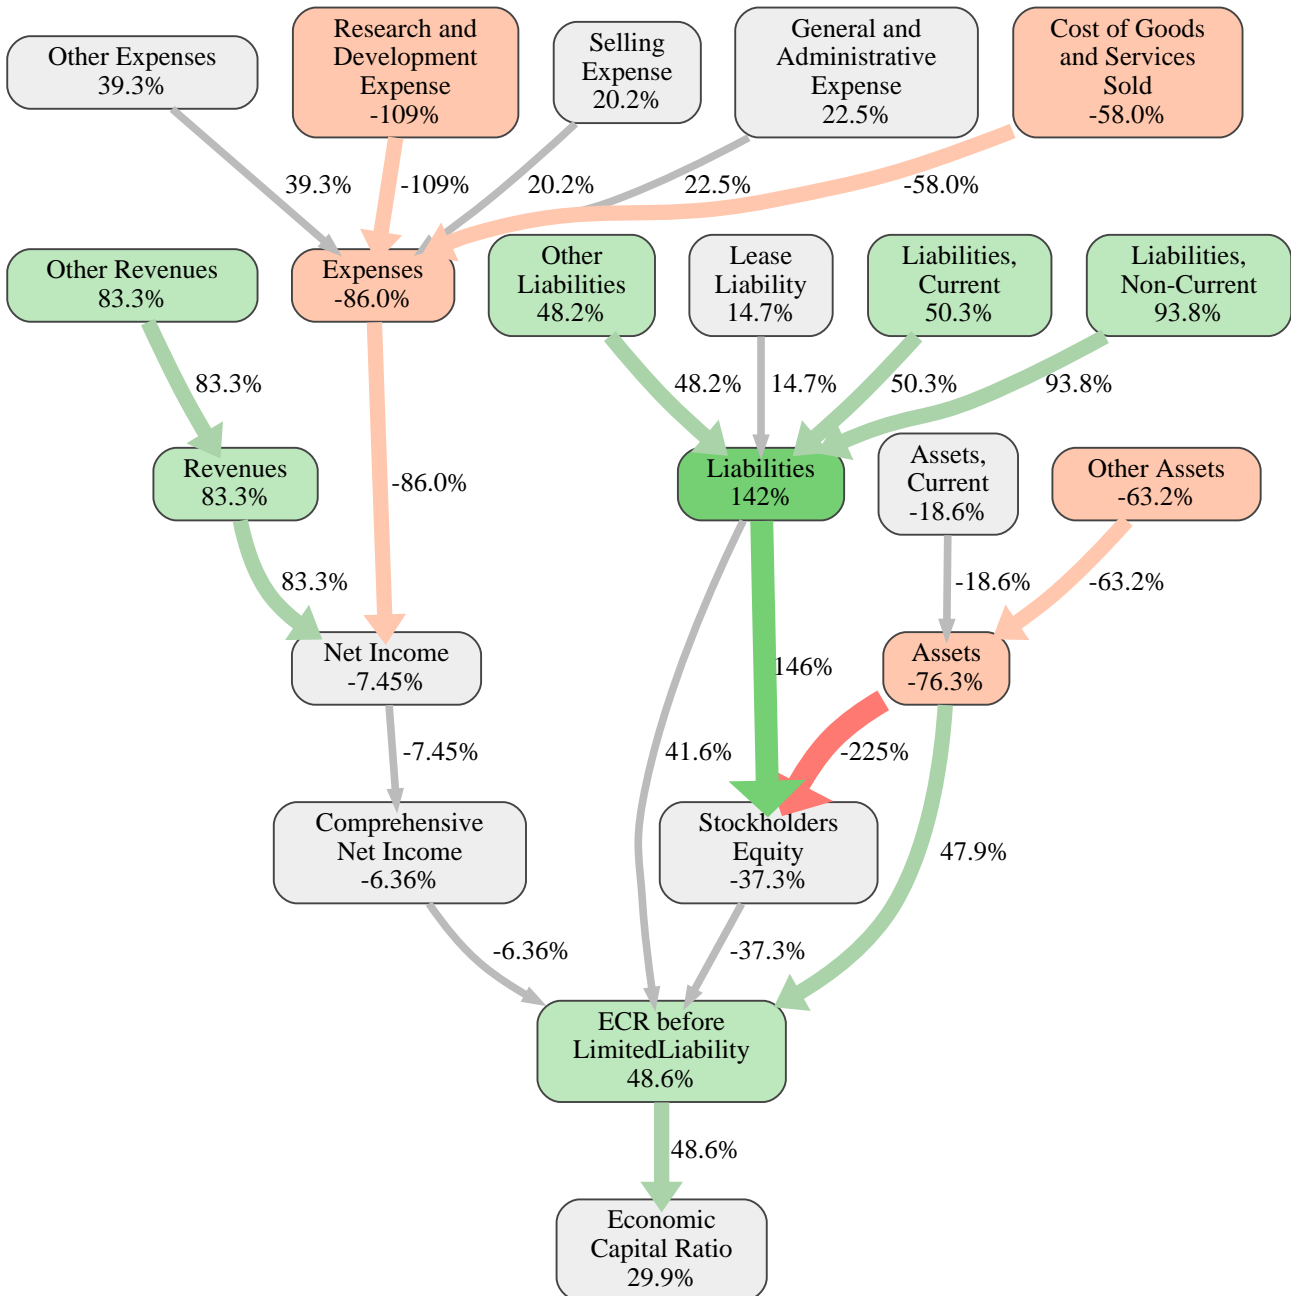 Other Expenses
39.3%
Research and
Development
Expense
-109%
Selling
Expense
20.2%
General and
Administrative
Expense
22.5%
Cost of Goods
and Services
Sold
-58.0%
39.3%
-109%
20.2%
22.5%
-58.0%
Other Revenues
83.3%
Expenses
-86.0%
Other
Liabilities
48.2%
Lease
Liability
14.7%
Liabilities,
Current
50.3%
Liabilities,
Non-Current
93.8%
83.3%
48.2%
14.7%
50.3%
93.8%
Revenues
83.3%
-86.0%
Liabilities
142%
Assets,
Current
-18.6%
Other Assets
-63.2%
83.3%
-18.6%
-63.2%
Net Income
-7.45%
146%
Assets
-76.3%
-7.45%
41.6%
-225%
Comprehensive
Net Income
-6.36%
Stockholders
Equity
-37.3%
47.9%
-6.36%
-37.3%
ECR before
LimitedLiability
48.6%
48.6%
Economic
Capital Ratio
29.9%